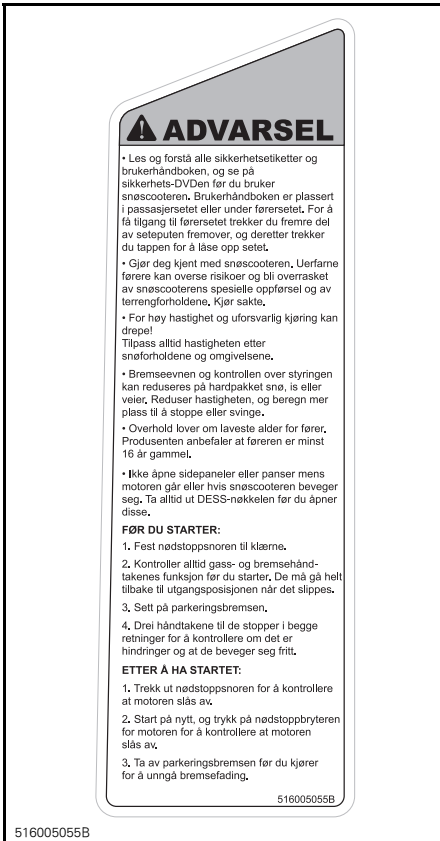 ADVARSEL
• Les og forstå alle sikkerhetsetiketter og
brukerhåndboken, og se på
sikkerhets-DVDen før du bruker
snøscooteren. Brukerhåndboken er plassert
i passasjersetet eller under førersetet. For å
få tilgang til førersetet trekker du fremre del
av seteputen fremover, og deretter trekker
du tappen for å låse opp setet.
• Gjør deg kjent med snøscooteren. Uerfarne
førere kan overse risikoer og bli overrasket
av snøscooterens spesielle oppførsel og av
terrengforholdene. Kjør sakte.
• For høy hastighet og uforsvarlig kjøring kan
drepe!
Tilpass alltid hastigheten etter
snøforholdene og omgivelsene.
• Bremseevnen og kontrollen over styringen
kan reduseres på hardpakket snø, is eller
veier. Reduser hastigheten, og beregn mer
plass til å stoppe eller svinge.
• Overhold lover om laveste alder for fører.
Produsenten anbefaler at føreren er minst
16 år gammel.
• Ikke åpne sidepaneler eller panser mens
motoren går eller hvis snøscooteren beveger
seg. Ta alltid ut DESS-nøkkelen før du åpner
disse.
FØR DU STARTER:
1. Fest nødstoppsnoren til klærne.
2. Kontroller alltid gass- og bremsehånd-
takenes funksjon før du starter. De må gå helt
tilbake til utgangsposisjonen når det slippes.
3. Sett på parkeringsbremsen.
4. Drei håndtakene til de stopper i begge
retninger for å kontrollere om det er
hindringer og at de beveger seg fritt.
ETTER Å HA STARTET:
1. Trekk ut nødstoppsnoren for å kontrollere
at motoren slås av.
2. Start på nytt, og trykk på nødstoppbryteren
for motoren for å kontrollere at motoren
slås av.
3. Ta av parkeringsbremsen før du kjører
for å unngå bremsefading.
516005055B
516005055B